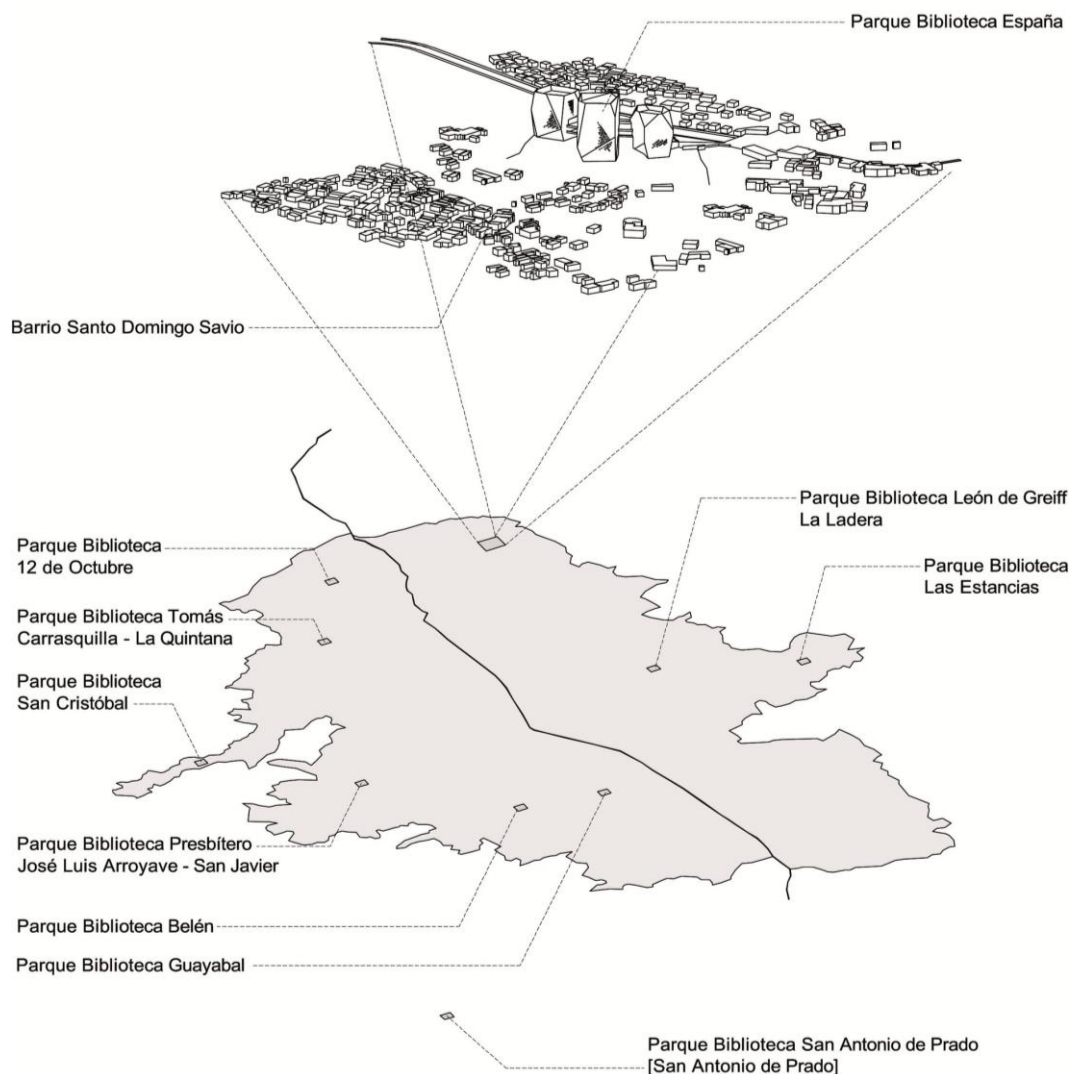 Parque Biblioteca España
Barrio Santo Domingo Savio
Parque Biblioteca León de Greiff
La Ladera
Parque Biblioteca
12 de Octubre
Parque Biblioteca
Las Estancias
Parque Biblioteca Tomás
Carrasquilla - La Quintana
Parque Biblioteca
San Cristóbal
Parque Biblioteca Presbítero
José Luis Arroyave - San Javier
Parque Biblioteca Belén
Parque Biblioteca Guayabal
Parque Biblioteca San Antonio de Prado
[San Antonio de Prado]